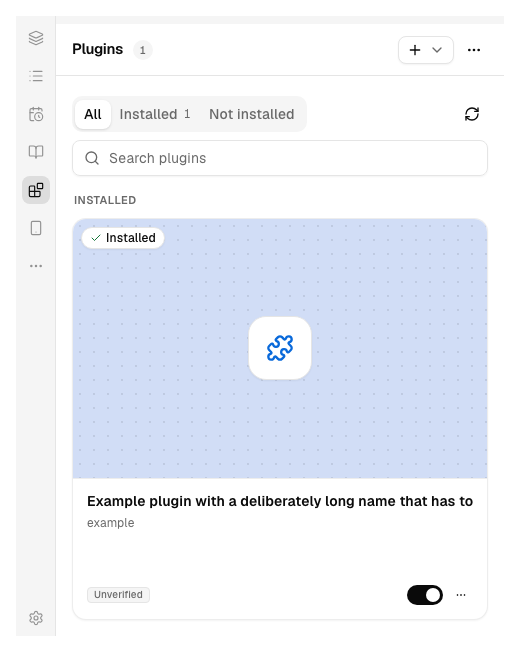 Plugins 1
All Installed 1 Not installed
Search plugins
INSTALLED
Installed
Example plugin with a deliberately long name that has to
example
Unverified